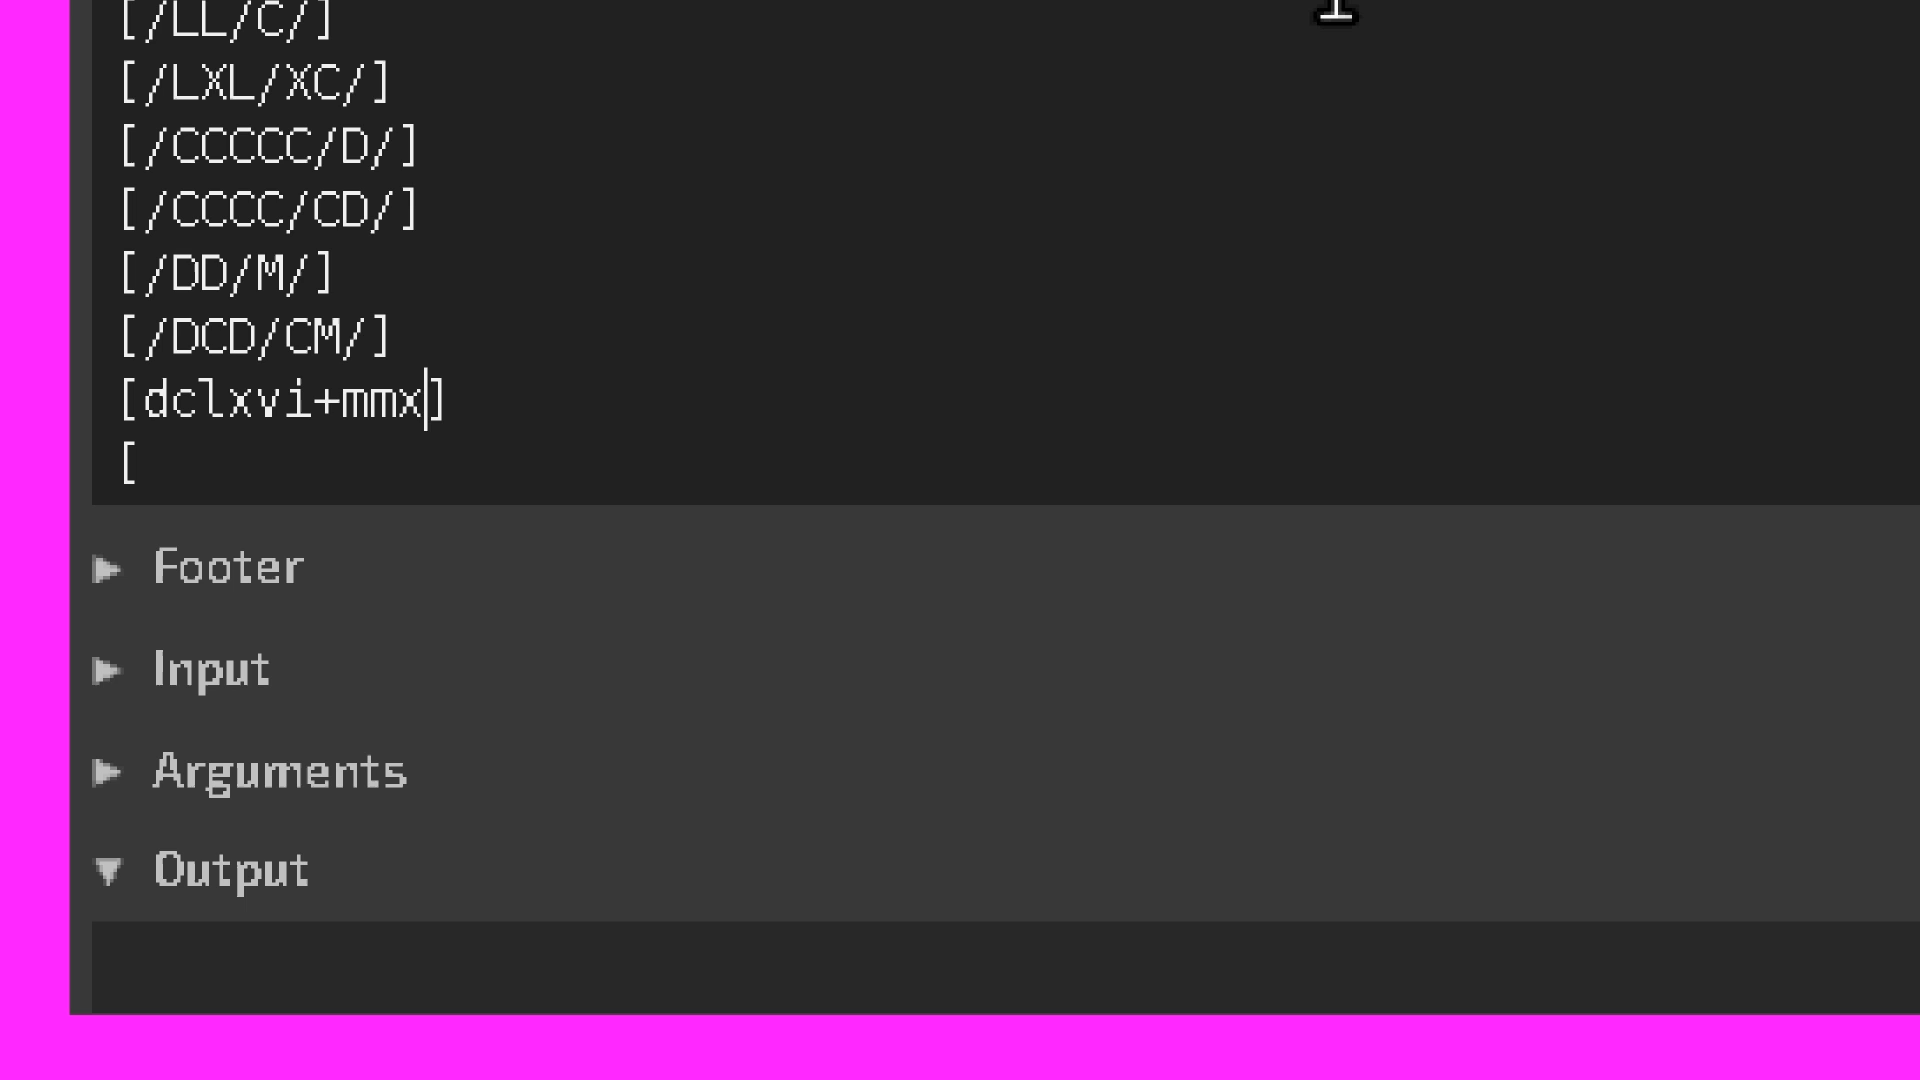 [/LL/C/]
[/LXL/XC/]
[/CCCCC/D/]
[/CCCC/CD/]
[/DD/M/]
[/DCD/CM/]
[dclxvi+mmx]
[
Footer
Input
Arguments
Output